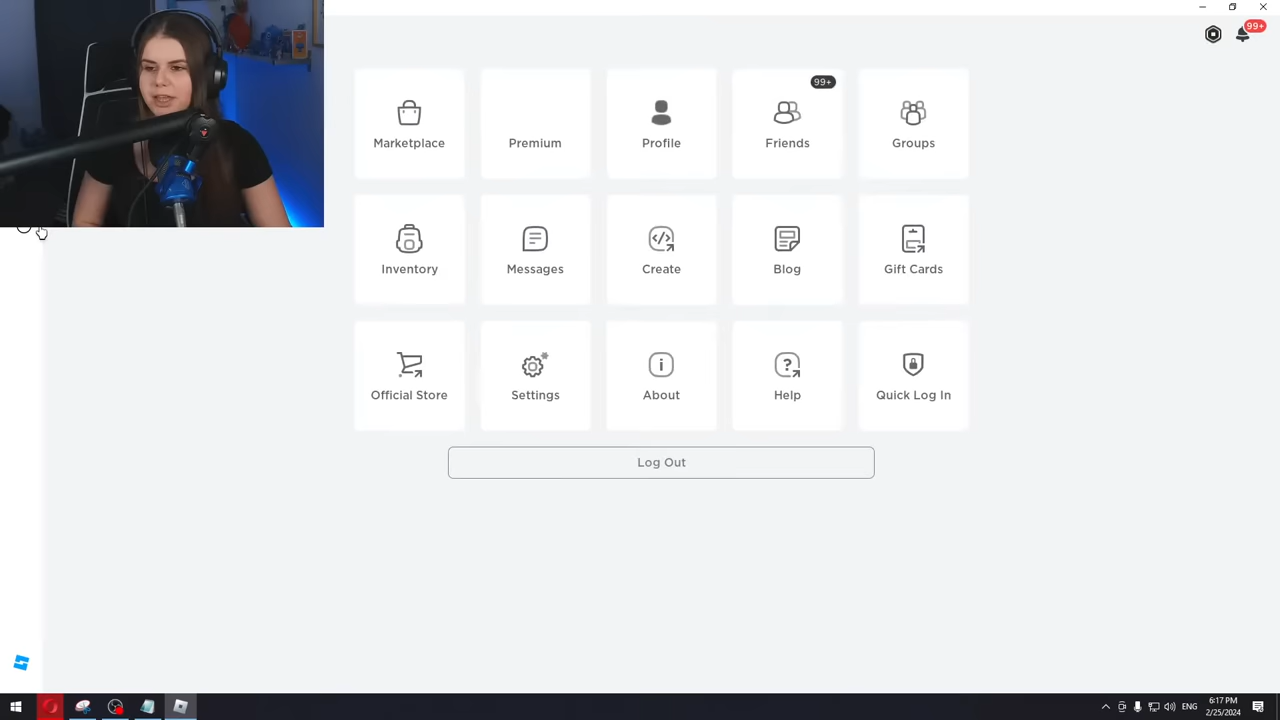 99+
99+
Marketplace
Premium
Profile
Friends
Groups
Inventory
Messages
Create
Blog
Gift Cards
Official Store
Settings
About
Help
Quick Log In
Log Out
ENG
6:17 PM
2/25/2024